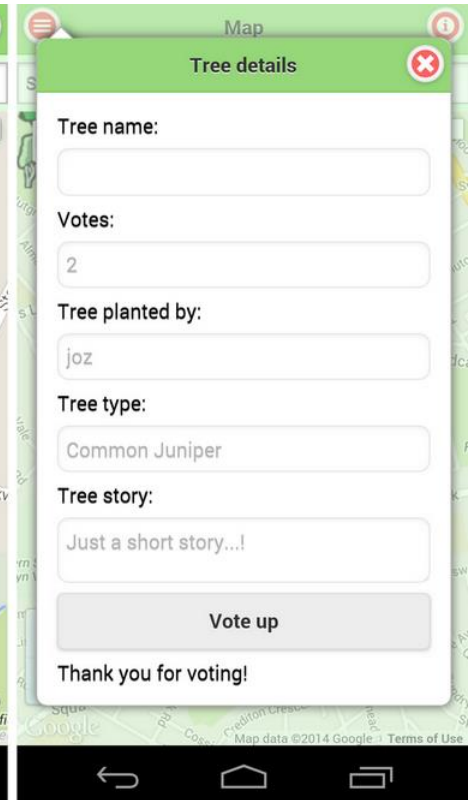 Map
Tree details
Tree name:
Votes:
2
Tree planted by:
joz
Tree type:
Common Juniper
Tree story:
Just a short story...!
Vote up
Thank you for voting!
Google
Map data ©2014 Google
Terms of Use